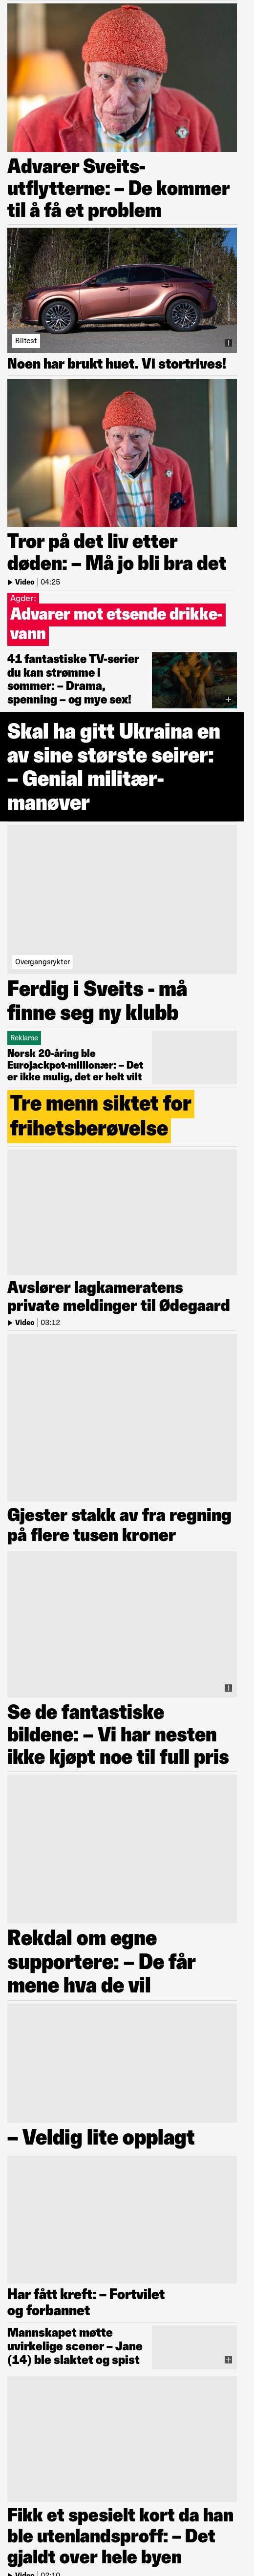 Advarer Sveits-
utflytterne: – De kommer
til å få et problem
Biltest
Noen har brukt huet. Vi stortrives!
Tror på det liv etter
døden: – Må jo bli bra det
Video | 04:25
Agder:
Advarer mot etsende drikke-
vann
41 fantastiske TV-serier
du kan strømme i
sommer: – Drama,
spenning – og mye sex!
Skal ha gitt Ukraina en
av sine største seirer:
– Genial militær-
manøver
Overgangsrykter
Ferdig i Sveits - må
finne seg ny klubb
Reklame
Norsk 20-åring ble
Eurojackpot-millionær: – Det
er ikke mulig, det er helt vilt
Tre menn siktet for
frihetsberøvelse
Avslører lagkameratens
private meldinger til Ødegaard
Video | 03:12
Gjester stakk av fra regning
på flere tusen kroner
Se de fantastiske
bildene: – Vi har nesten
ikke kjøpt noe til full pris
Rekdal om egne
supportere: – De får
mene hva de vil
– Veldig lite opplagt
Har fått kreft: – Fortvilet
og forbannet
Mannskapet møtte
uvirkelige scener – Jane
(14) ble slaktet og spist
Fikk et spesielt kort da han
ble utenlandsproff: – Det
gjaldt over hele byen
Video | 02:10